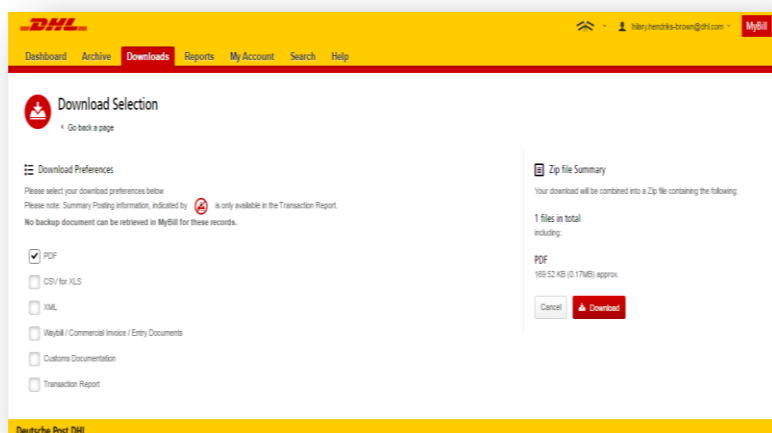 DHL
hilary.hendriks-brown@dhl.com
MyBill
Dashboard Archive Downloads Reports My Account Search Help
Download Selection
Go back a page
Download Preferences
Please select your download preferences below
Please note: Summary Posting information, indicated by is only available in the Transaction Report.
No backup document can be retrieved in MyBill for these records.
PDF
CSV for XLS
XML
Waybill / Commercial Invoice / Entry Documents
Customs Documentation
Transaction Report
Zip file Summary
Your download will be combined into a Zip file containing the following:
1 files in total
including:
PDF
169.52 KB (0.17MB) approx.
Cancel Download
Deutsche Post DHL